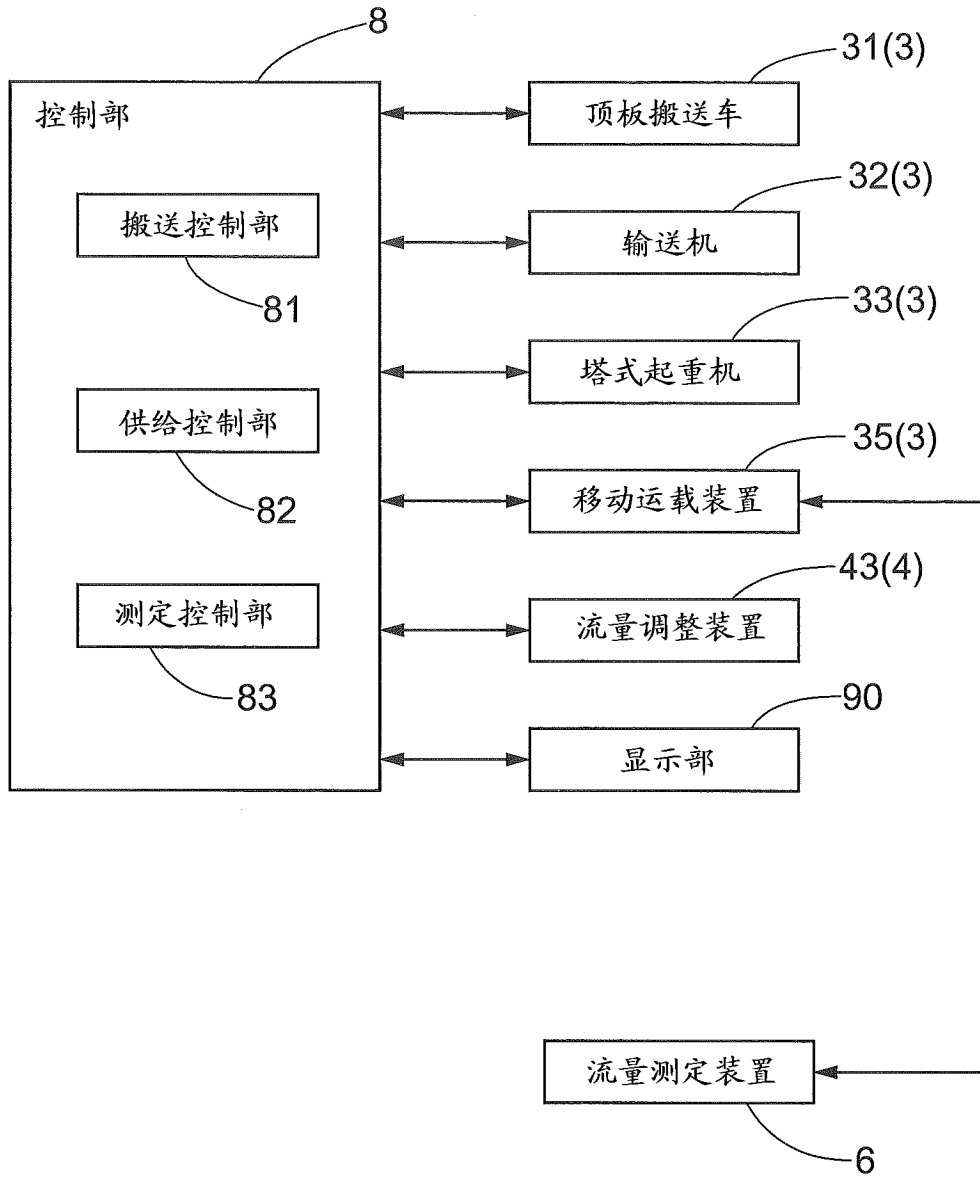 8
控制部
搬送控制部
81
供给控制部
82
测定控制部
83
31(3)
顶板搬送车
32(3)
输送机
33(3)
塔式起重机
35(3)
移动运载装置
43(4)
流量调整装置
90
显示部
流量测定装置
6